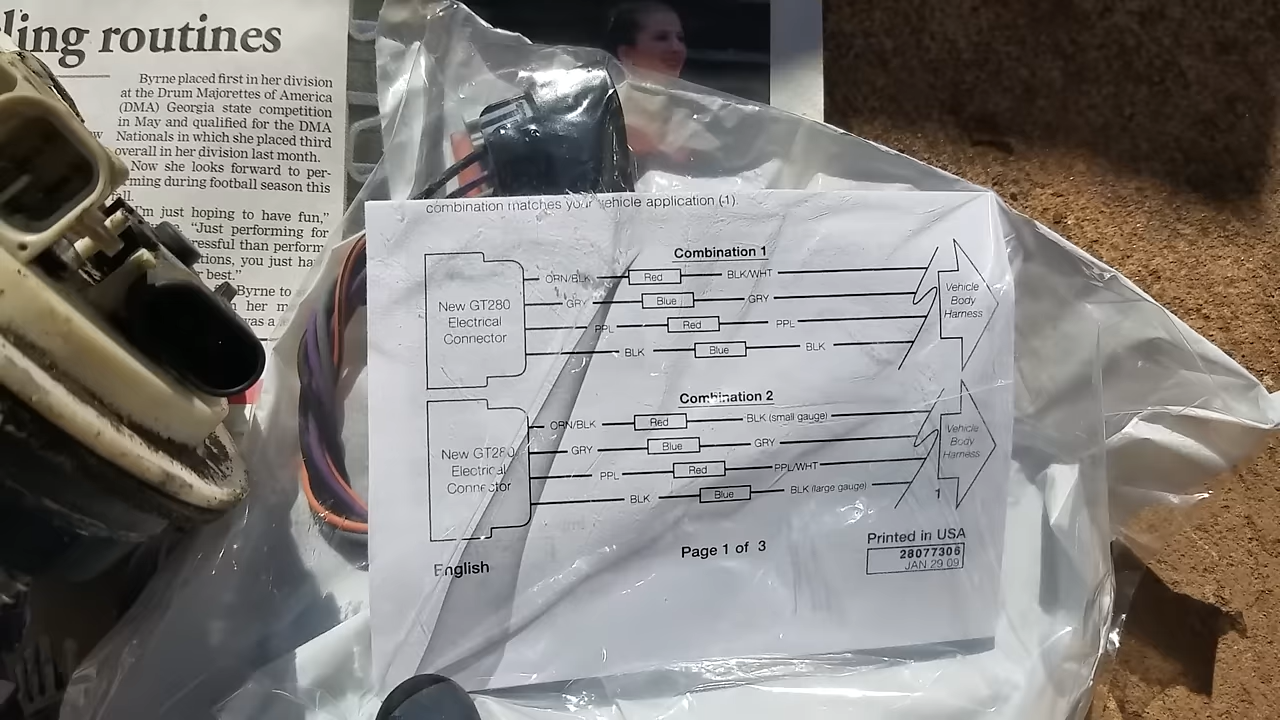 ling routines
Byrne placed first in her division
at the Drum Majorettes of America
(DMA) Georgia state competition
in May and qualified for the DMA
Nationals in which she placed third
overall in her division last month.
Now she looks forward to per-
rming during football season this
I'm just hoping to have fun,"
"Just performing for
ressful than perform
tions, you just ha
r best."
Byrne to
her m
was a
combination matches your vehicle application (.1).
Combination 1
New GT280
Electrical
Connector
ORN/BLK Red BLK/WHT
GRY Blue GRY
PPL Red PPL
BLK Blue BLK
Vehicle
Body
Harness
Combination 2
New GT280
Electrical
Connector
ORN/BLK Red BLK (small gauge)
GRY Blue GRY
PPL Red PPL/WHT
BLK Blue BLK (large gauge)
Vehicle
Body
Harness
1
English
Page 1 of 3
Printed in USA
28077306
JAN 29 09